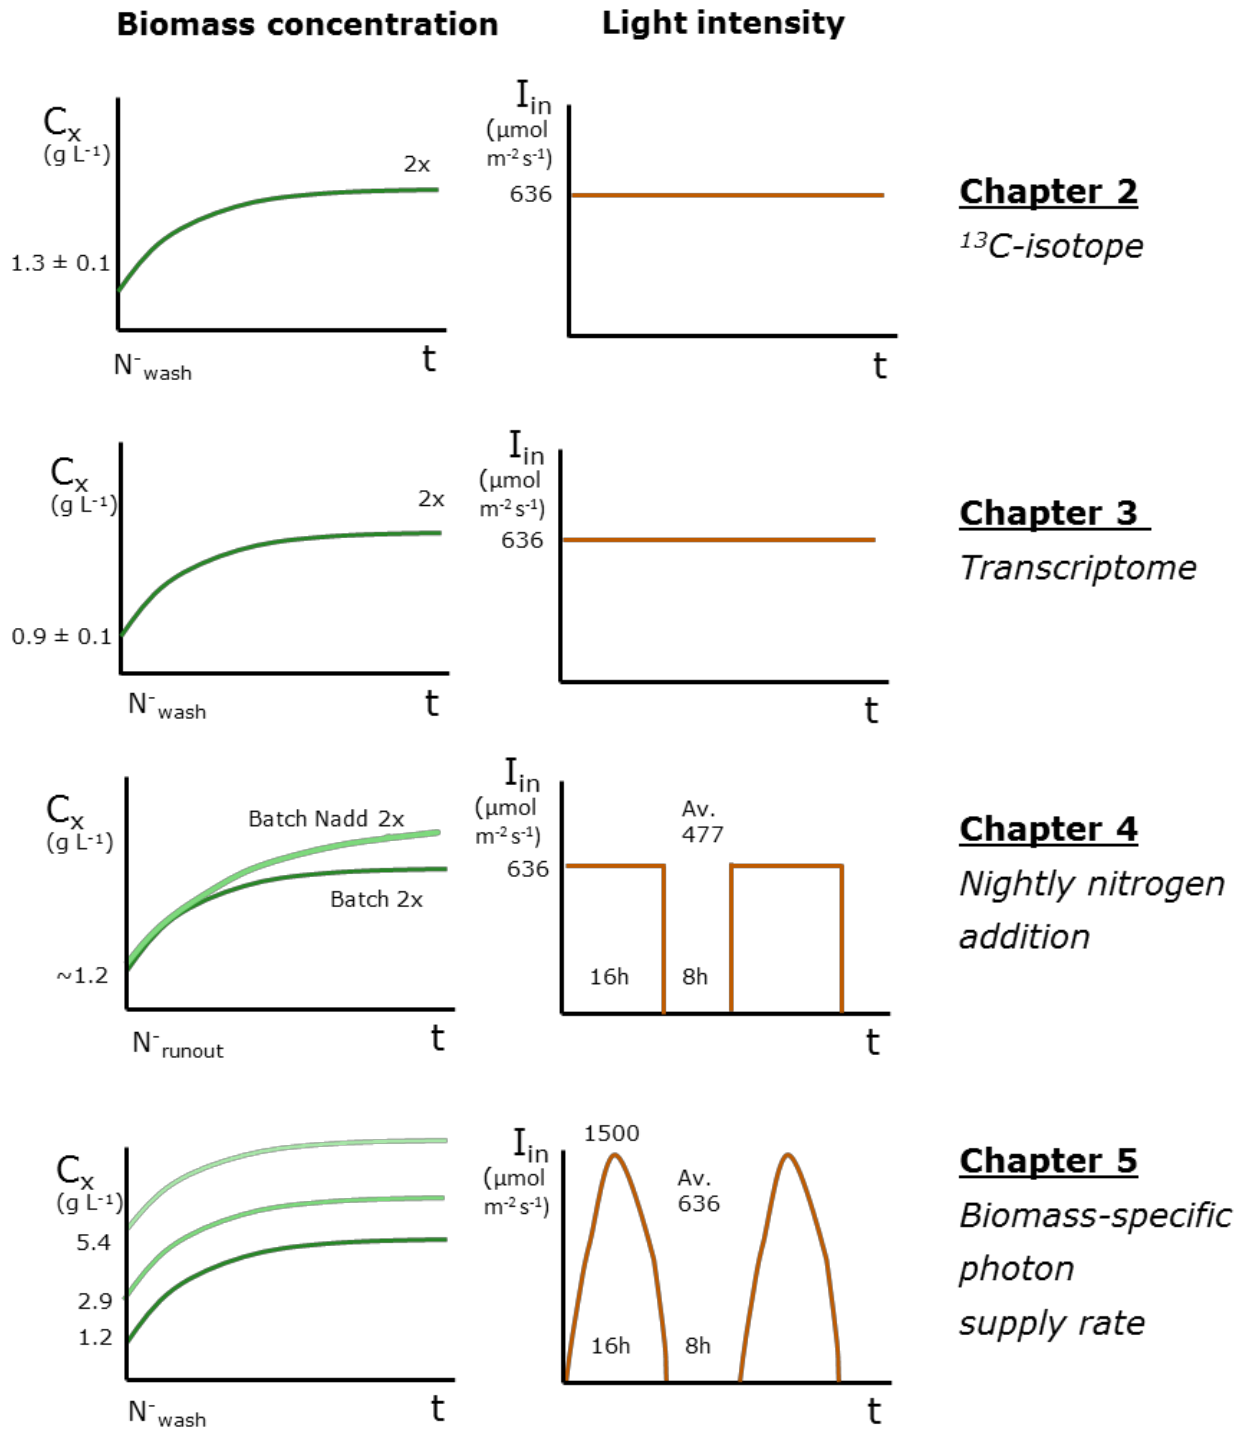 Biomass concentration
Light intensity
Cx
(g L-1)
2x
1.3 ± 0.1
N-wash
t
Iin
(µmol
m-2 s-1)
636
t
Chapter 2
13C-isotope
Cx
(g L-1)
2x
0.9 ± 0.1
N-wash
t
Iin
(µmol
m-2 s-1)
636
t
Chapter 3
Transcriptome
Cx
(g L-1)
Batch Nadd 2x
Batch 2x
~1.2
N-runout
t
Iin
(µmol
m-2 s-1)
636
Av.
477
16h
8h
t
Chapter 4
Nightly nitrogen
addition
Cx
(g L-1)
5.4
2.9
1.2
N-wash
t
Iin
(µmol
m-2 s-1)
1500
Av.
636
16h
8h
t
Chapter 5
Biomass-specific
photon
supply rate